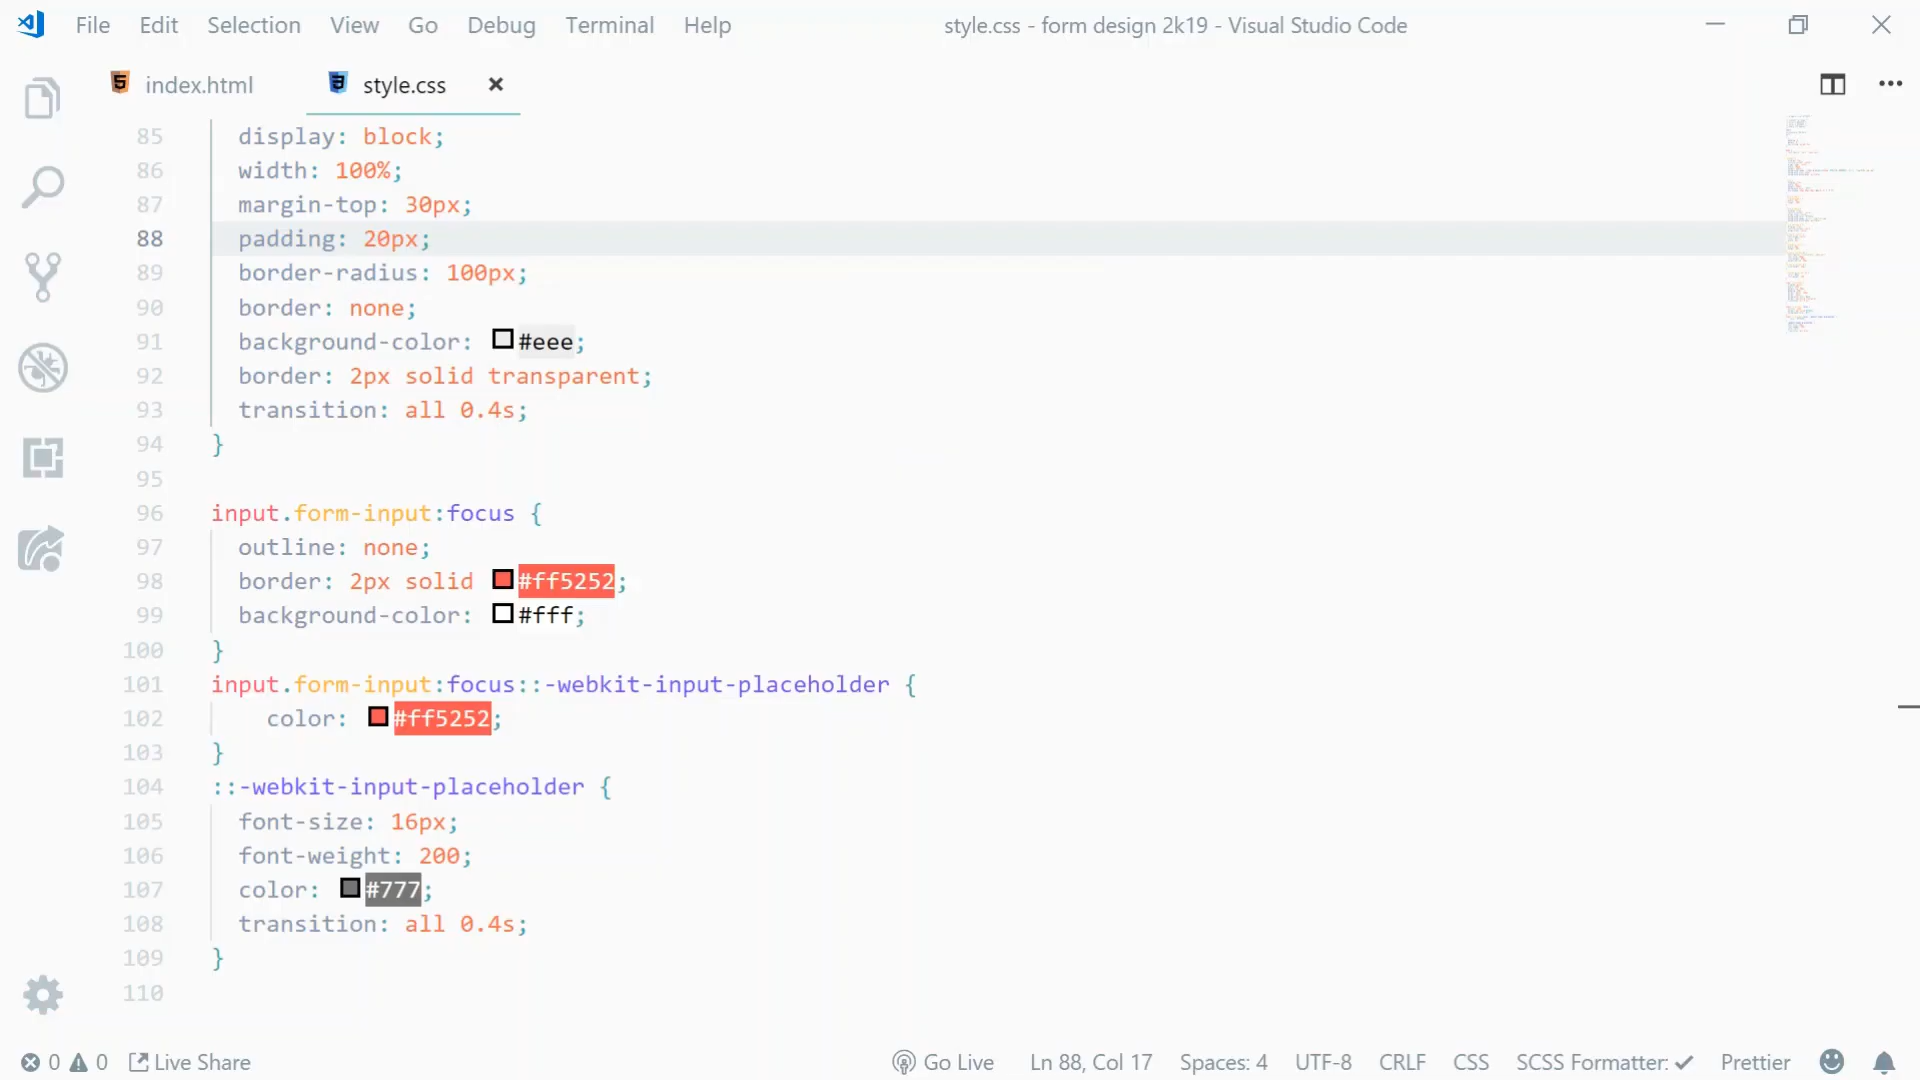 File Edit Selection View Go Debug Terminal Help style.css - form design 2k19 - Visual Studio Code
index.html style.css
85 display: block;
86 width: 100%;
87 margin-top: 30px;
88 padding: 20px;
89 border-radius: 100px;
90 border: none;
91 background-color: #eee;
92 border: 2px solid transparent;
93 transition: all 0.4s;
94 }
95
96 input.form-input:focus {
97 outline: none;
98 border: 2px solid #ff5252;
99 background-color: #fff;
100 }
101 input.form-input:focus::-webkit-input-placeholder {
102 color: #ff5252;
103 }
104 ::-webkit-input-placeholder {
105 font-size: 16px;
106 font-weight: 200;
107 color: #777;
108 transition: all 0.4s;
109 }
110
0 0 Live Share Go Live Ln 88, Col 17 Spaces: 4 UTF-8 CRLF CSS SCSS Formatter: ✓ Prettier